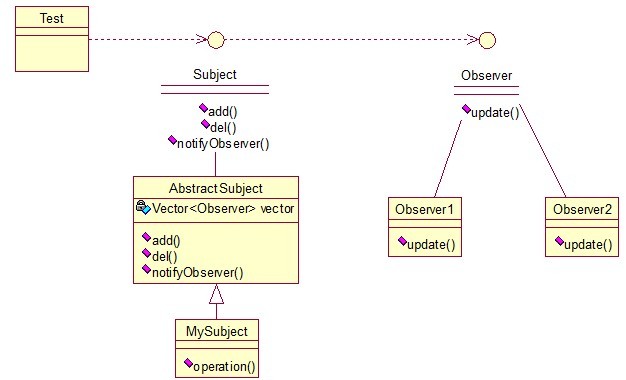 Test
Subject
add()
del()
notifyObserver()
Observer
update()
AbstractSubject
Vector<Observer> vector
add()
del()
notifyObserver()
Observer1
update()
Observer2
update()
MySubject
operation()